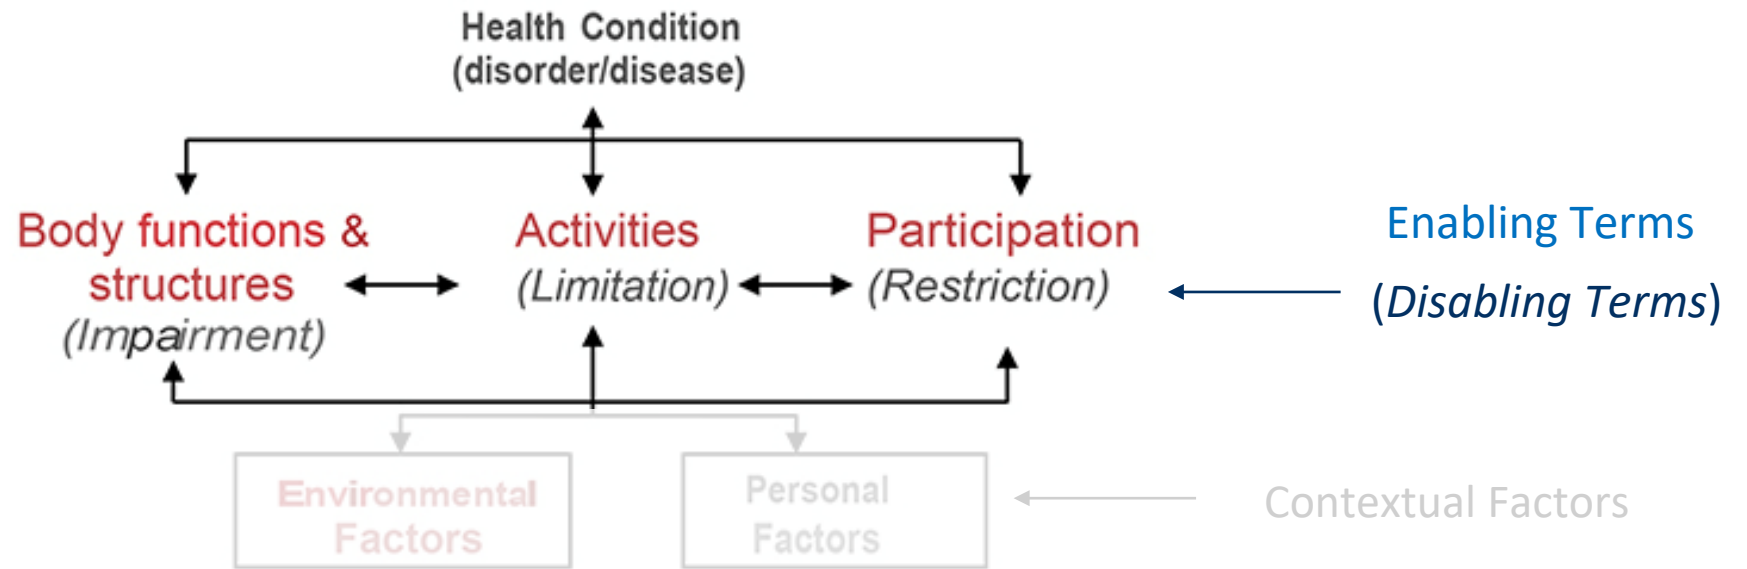 Health Condition
(disorder/disease)
Body functions &
structures
(Impairment)
Activities
(Limitation)
Participation
(Restriction)
Enabling Terms
(Disabling Terms)
Environmental
Factors
Personal
Factors
Contextual Factors